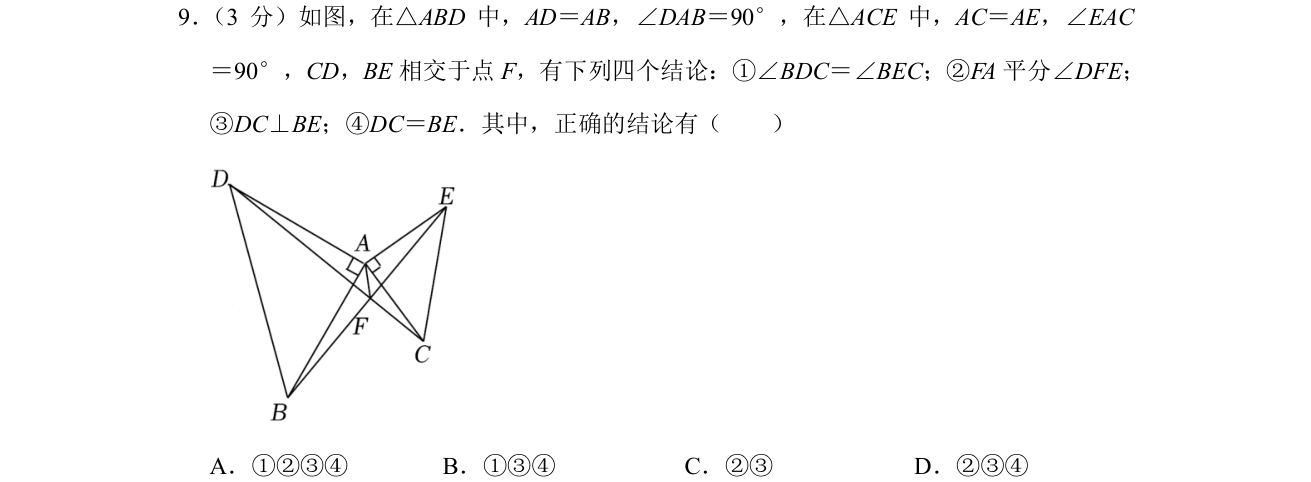 9.（3 分）如图，在△ABD 中，AD＝AB，∠DAB＝90°，在△ACE 中，AC＝AE，∠EAC
＝90°，CD，BE 相交于点 F，有下列四个结论：①∠BDC＝∠BEC；②FA 平分∠DFE；
③DC⊥BE；④DC＝BE．其中，正确的结论有（　　）
D
E
A
F
C
B
A．①②③④ B．①③④ C．②③ D．②③④